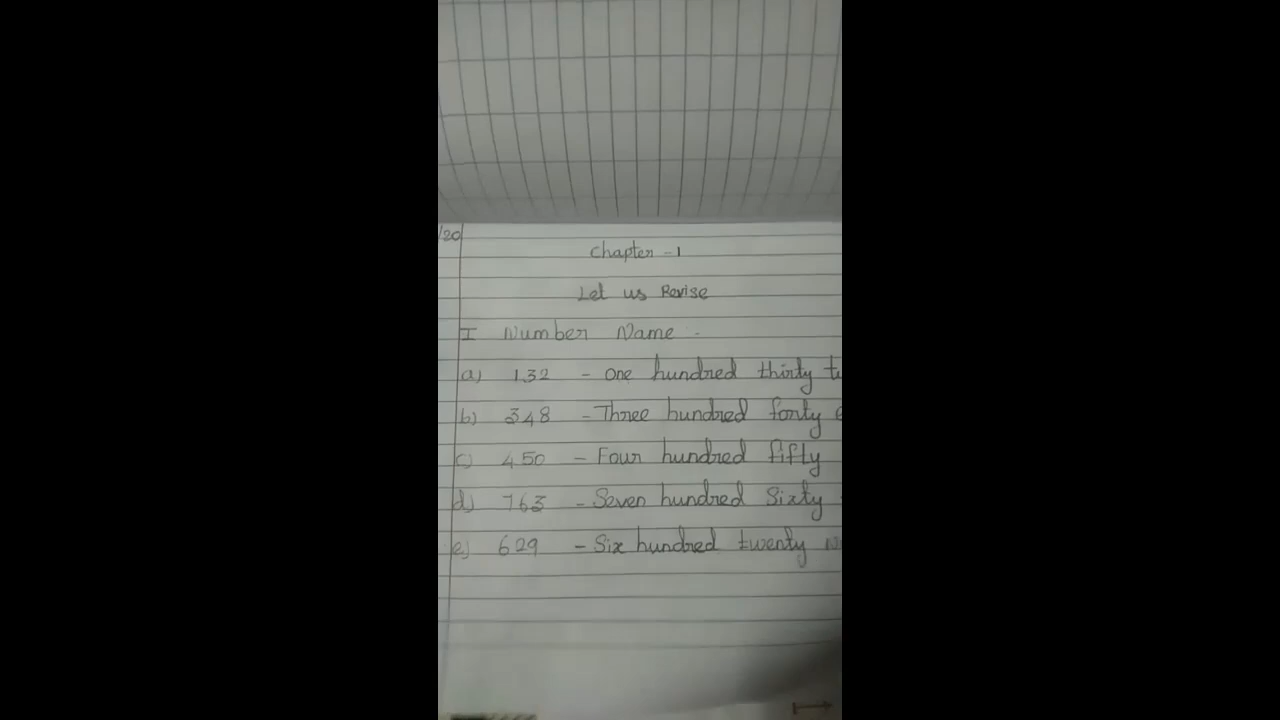 /20
Chapter - 1
Let us Revise
I Number Name -
a) 132 - One hundred thirty
b) 348 - Three hundred forty
c) 450 - Four hundred fifty
d) 763 - Seven hundred Sixty
e) 629 - Six hundred twenty